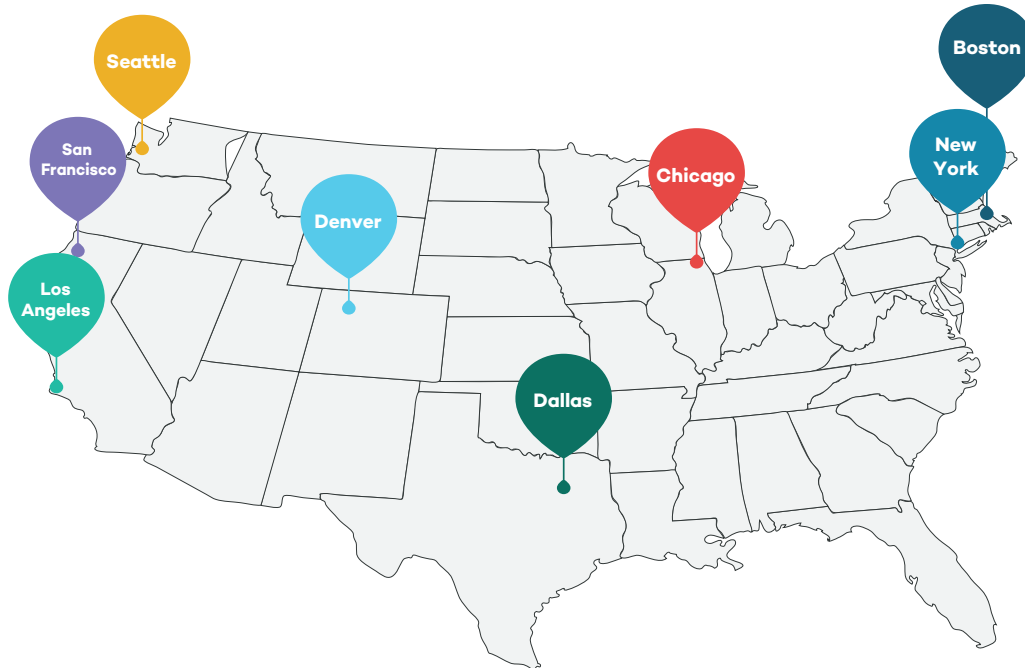 Seattle
Boston
San
Francisco
New
York
Chicago
Denver
Los
Angeles
Dallas